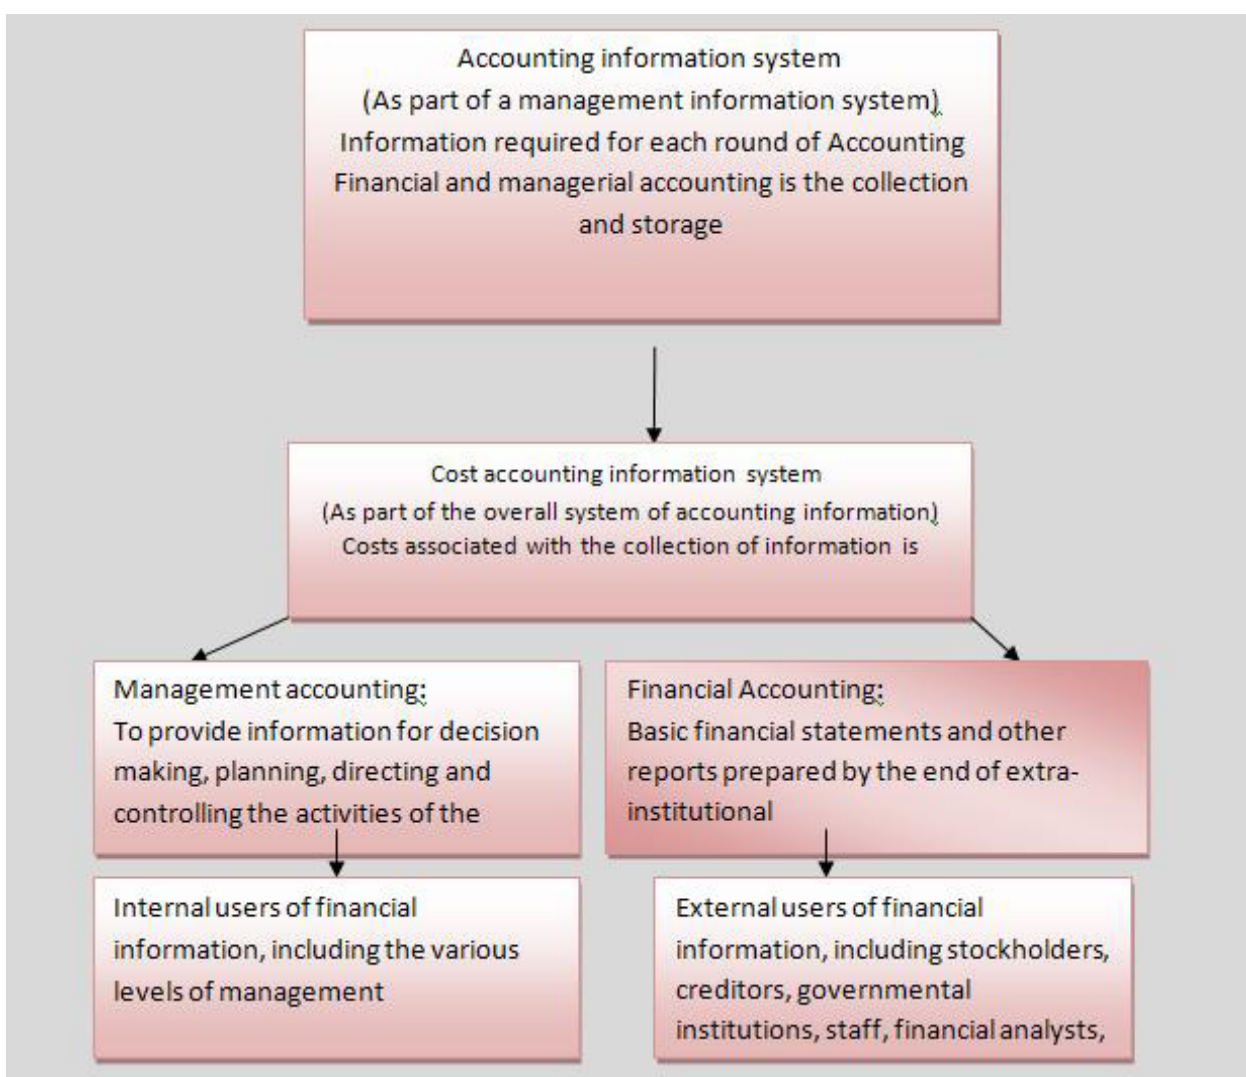 Accounting information system
(As part of a management information system)
Information required for each round of Accounting
Financial and managerial accounting is the collection
and storage
Cost accounting information system
(As part of the overall system of accounting information)
Costs associated with the collection of information is
Management accounting:
To provide information for decision
making, planning, directing and
controlling the activities of the
Financial Accounting:
Basic financial statements and other
reports prepared by the end of extra-
institutional
Internal users of financial
information, including the various
levels of management
External users of financial
information, including stockholders,
creditors, governmental
institutions, staff, financial analysts,